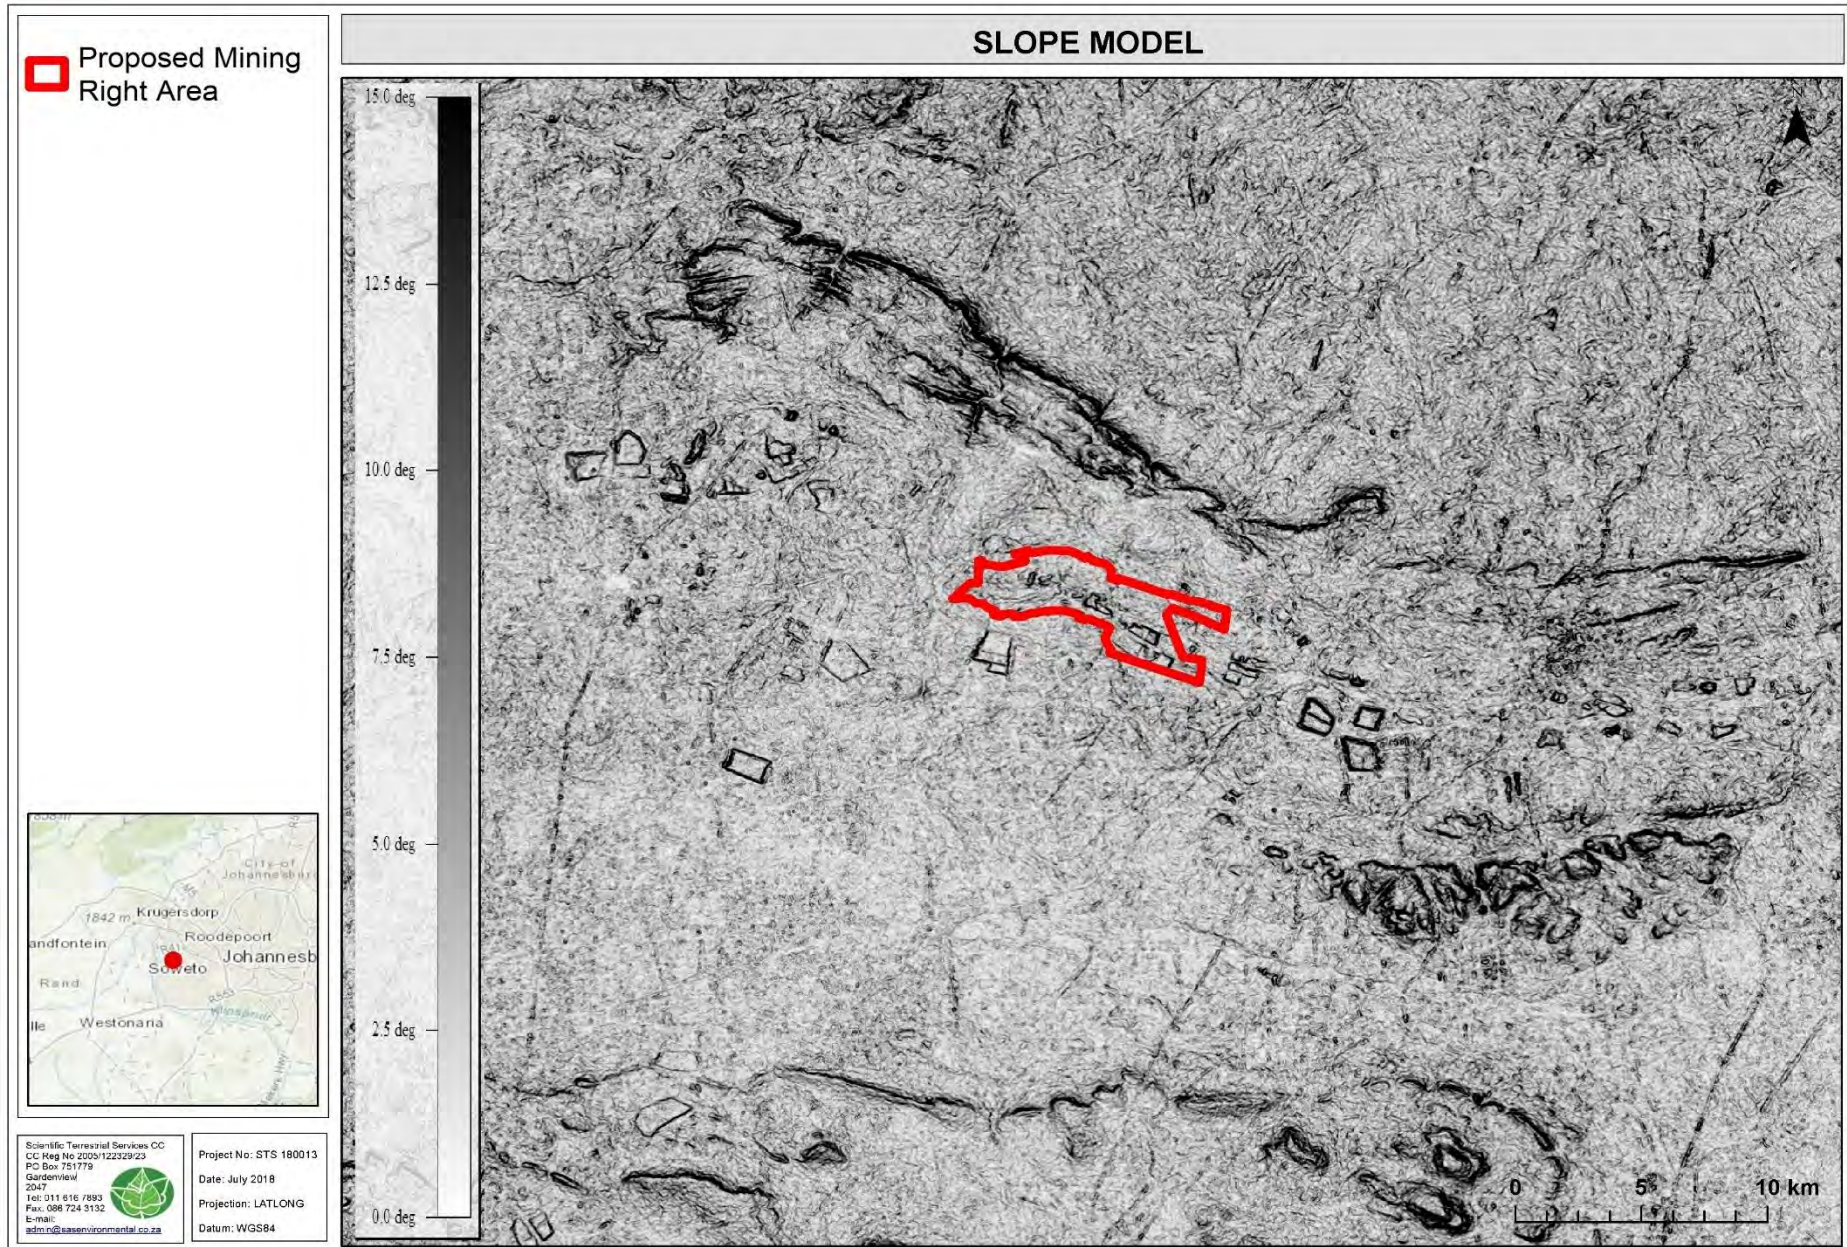 Proposed Mining
Right Area
SLOPE MODEL
15.0 deg
12.5 deg
10.0 deg
7.5 deg
5.0 deg
2.5 deg
0.0 deg
0 5 10 km
City of
Johannesburg
1842 m
Krugersdorp
Roodepoort
andfontein
Johannesb
Soweto
Rand
R553
Klipspruit
lle
Westonaria
Scientific Terrestrial Services CC
CC Reg No 2005/122329/23
PO Box 751779
Gardenview
2047
Tel: 011 616 7893
Fax: 086 724 3132
E-mail:
admin@sasenvironmental.co.za
Project No: STS 180013
Date: July 2018
Projection: LATLONG
Datum: WGS84